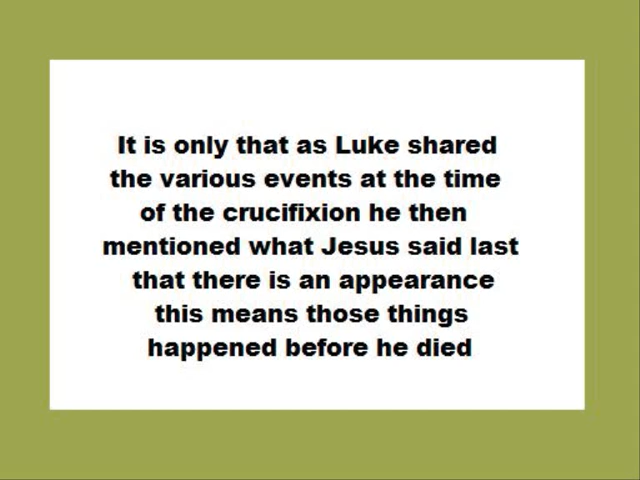 It is only that as Luke shared
the various events at the time
of the crucifixion he then
mentioned what Jesus said last
that there is an appearance
this means those things
happened before he died